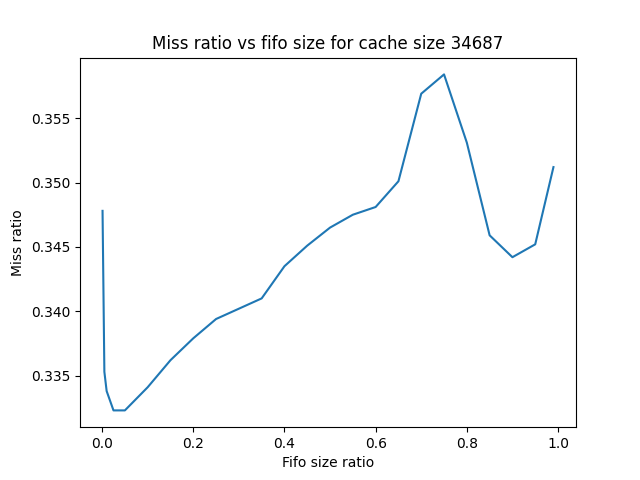 Miss ratio vs fifo size for cache size 34687
Miss ratio
0.355
0.350
0.345
0.340
0.335
0.0 0.2 0.4 0.6 0.8 1.0
Fifo size ratio